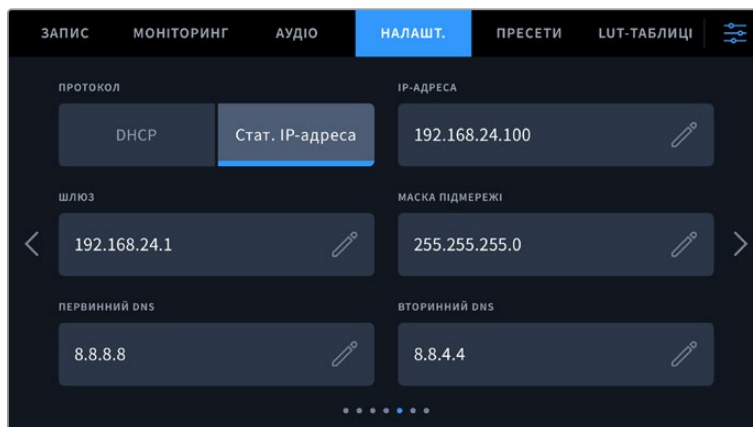 ЗАПИС МОНІТОРИНГ АУДІО НАЛАШТ. ПРЕСЕТИ LUT-ТАБЛИЦІ
ПРОТОКОЛ IP-АДРЕСА
DHCP Стат. IP-адреса 192.168.24.100
ШЛЮЗ МАСКА ПІДМЕРЕЖІ
192.168.24.1 255.255.255.0
ПЕРВИННИЙ DNS ВТОРИННИЙ DNS
8.8.8.8 8.8.4.4